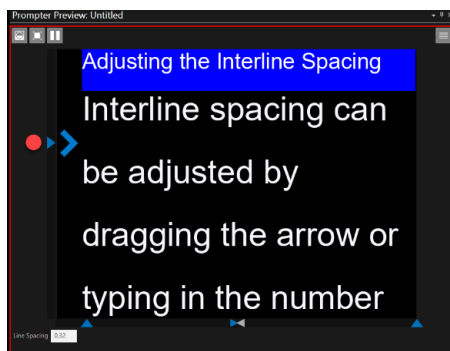 Prompter Preview: Untitled
Adjusting the Interline Spacing
Interline spacing can
be adjusted by
dragging the arrow or
typing in the number
Line Spacing 0.32